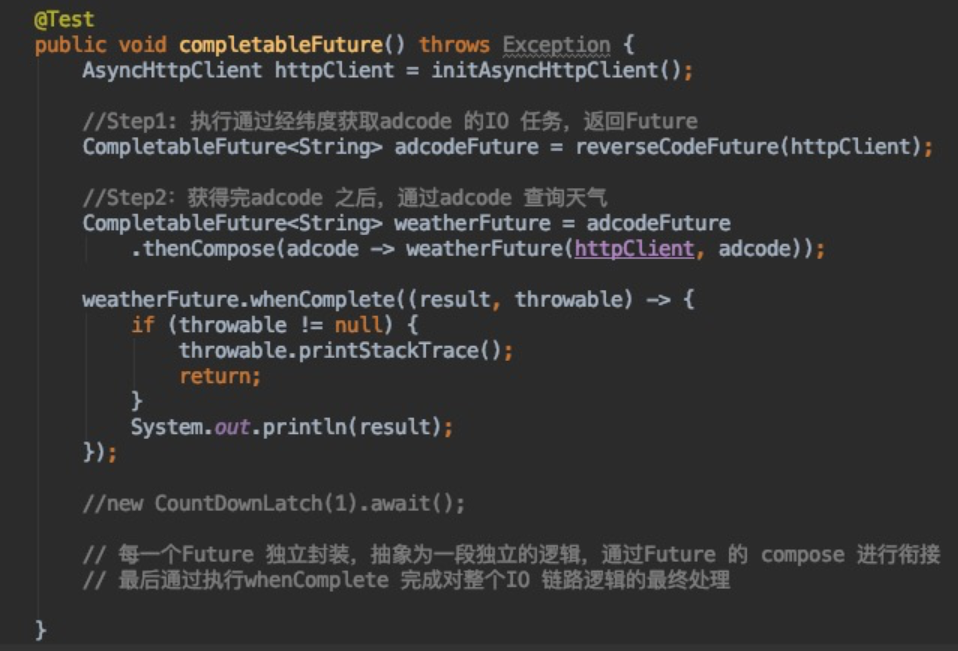 @Test
public void completableFuture() throws Exception {
AsyncHttpClient httpClient = initAsyncHttpClient();
//Step1: 执行通过经纬度获取adcode 的IO 任务，返回Future
CompletableFuture<String> adcodeFuture = reverseCodeFuture(httpClient);
//Step2：获得完adcode 之后，通过adcode 查询天气
CompletableFuture<String> weatherFuture = adcodeFuture
.thenCompose(adcode -> weatherFuture(httpClient, adcode));
weatherFuture.whenComplete((result, throwable) -> {
if (throwable != null) {
throwable.printStackTrace();
return;
}
System.out.println(result);
});
//new CountDownLatch(1).await();
// 每一个Future 独立封装，抽象为一段独立的逻辑，通过Future 的 compose 进行衔接
// 最后通过执行whenComplete 完成对整个IO 链路逻辑的最终处理
}